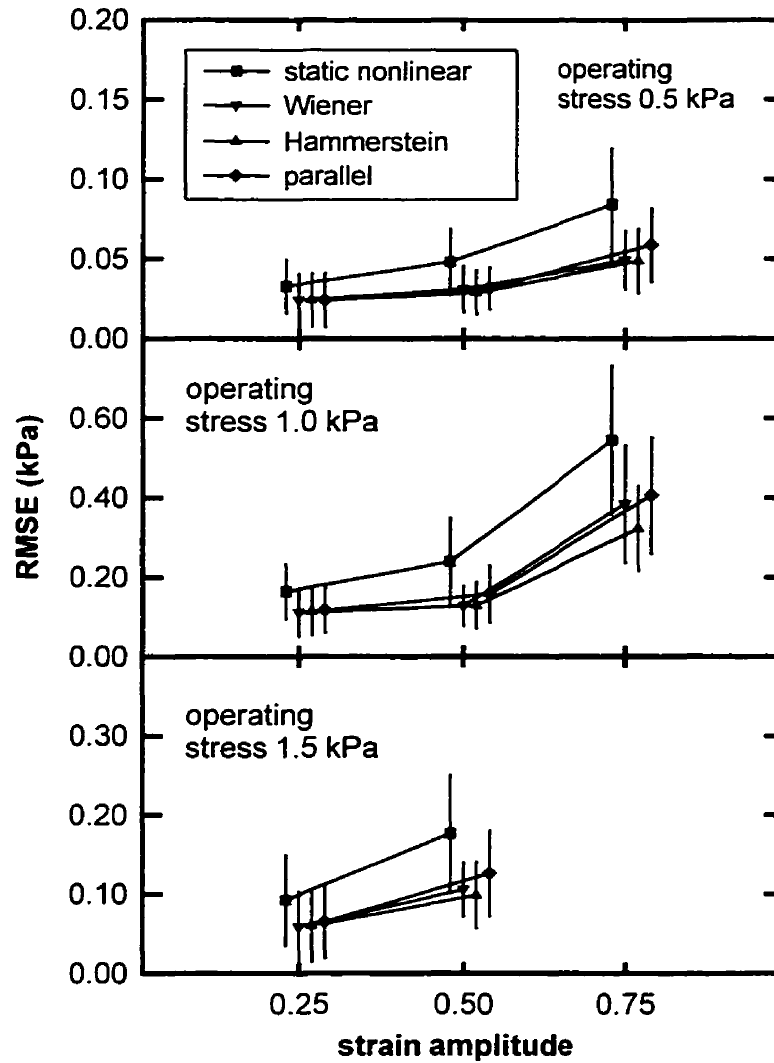 0.20
0.15
0.10
0.05
0.00
static nonlinear
Wiener
Hammerstein
parallel
operating
stress 0.5 kPa
0.60
0.40
0.20
0.00
operating
stress 1.0 kPa
RMSE (kPa)
0.30
0.20
0.10
0.00
operating
stress 1.5 kPa
0.25
0.50
0.75
strain amplitude